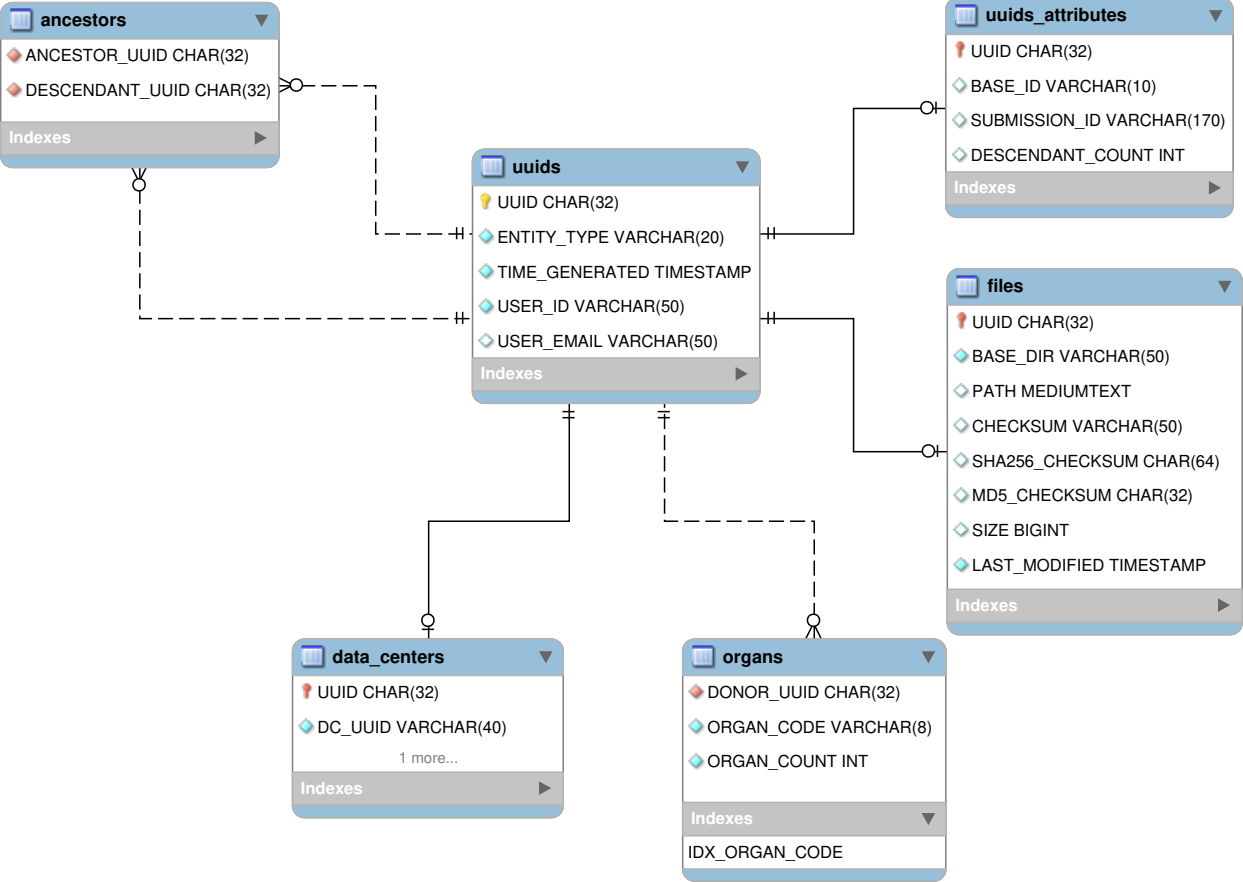 ancestors
ANCESTOR_UUID CHAR(32)
DESCENDANT_UUID CHAR(32)
Indexes
uuids_attributes
UUID CHAR(32)
BASE_ID VARCHAR(10)
SUBMISSION_ID VARCHAR(170)
DESCENDANT_COUNT INT
Indexes
uuids
UUID CHAR(32)
ENTITY_TYPE VARCHAR(20)
TIME_GENERATED TIMESTAMP
USER_ID VARCHAR(50)
USER_EMAIL VARCHAR(50)
Indexes
files
UUID CHAR(32)
BASE_DIR VARCHAR(50)
PATH MEDIUMTEXT
CHECKSUM VARCHAR(50)
SHA256_CHECKSUM CHAR(64)
MD5_CHECKSUM CHAR(32)
SIZE BIGINT
LAST_MODIFIED TIMESTAMP
Indexes
data_centers
UUID CHAR(32)
DC_UUID VARCHAR(40)
1 more...
Indexes
organs
DONOR_UUID CHAR(32)
ORGAN_CODE VARCHAR(8)
ORGAN_COUNT INT
Indexes
IDX_ORGAN_CODE